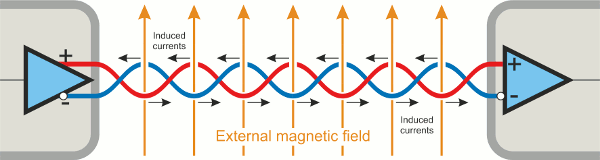 Induced
currents
+
-
+
-
Induced
currents
External magnetic field